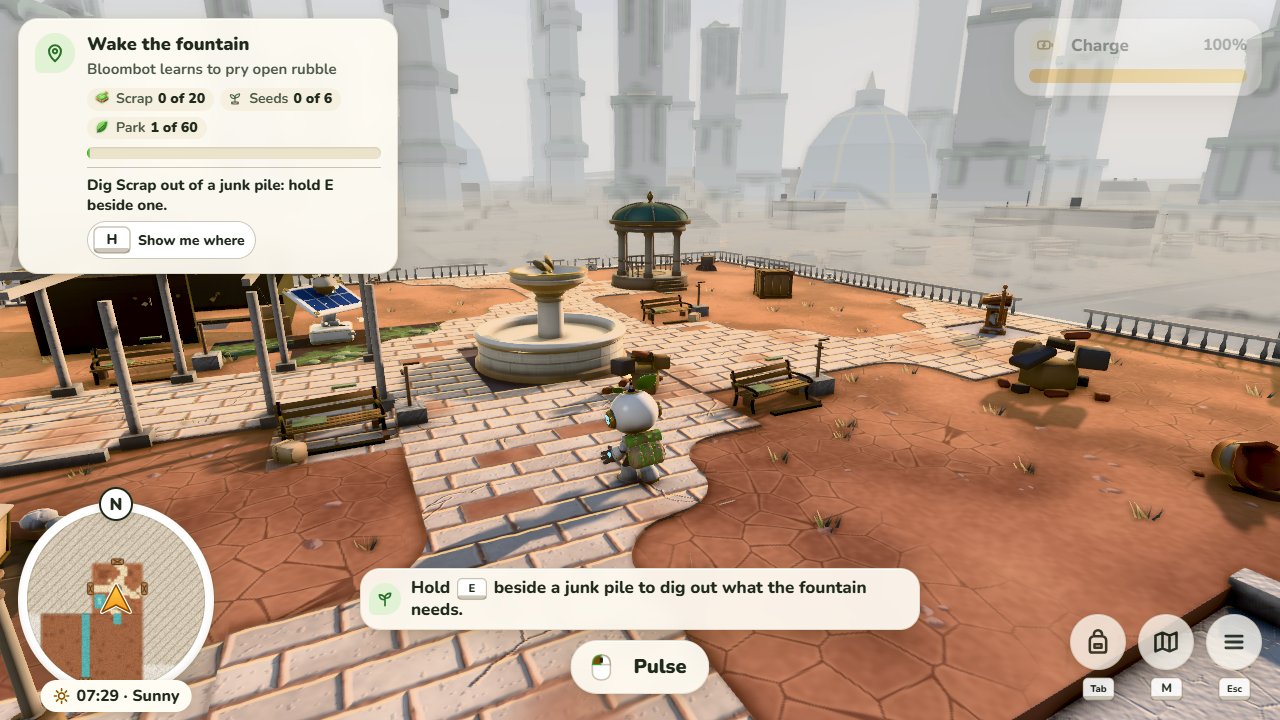 Wake the fountain
Bloombot learns to pry open rubble
Scrap 0 of 20 Seeds 0 of 6
Park 1 of 60
Dig Scrap out of a junk pile: hold E
beside one.
H Show me where
Charge 100%
N
07:29 · Sunny
Hold E beside a junk pile to dig out what the fountain
needs.
Pulse
Tab M Esc